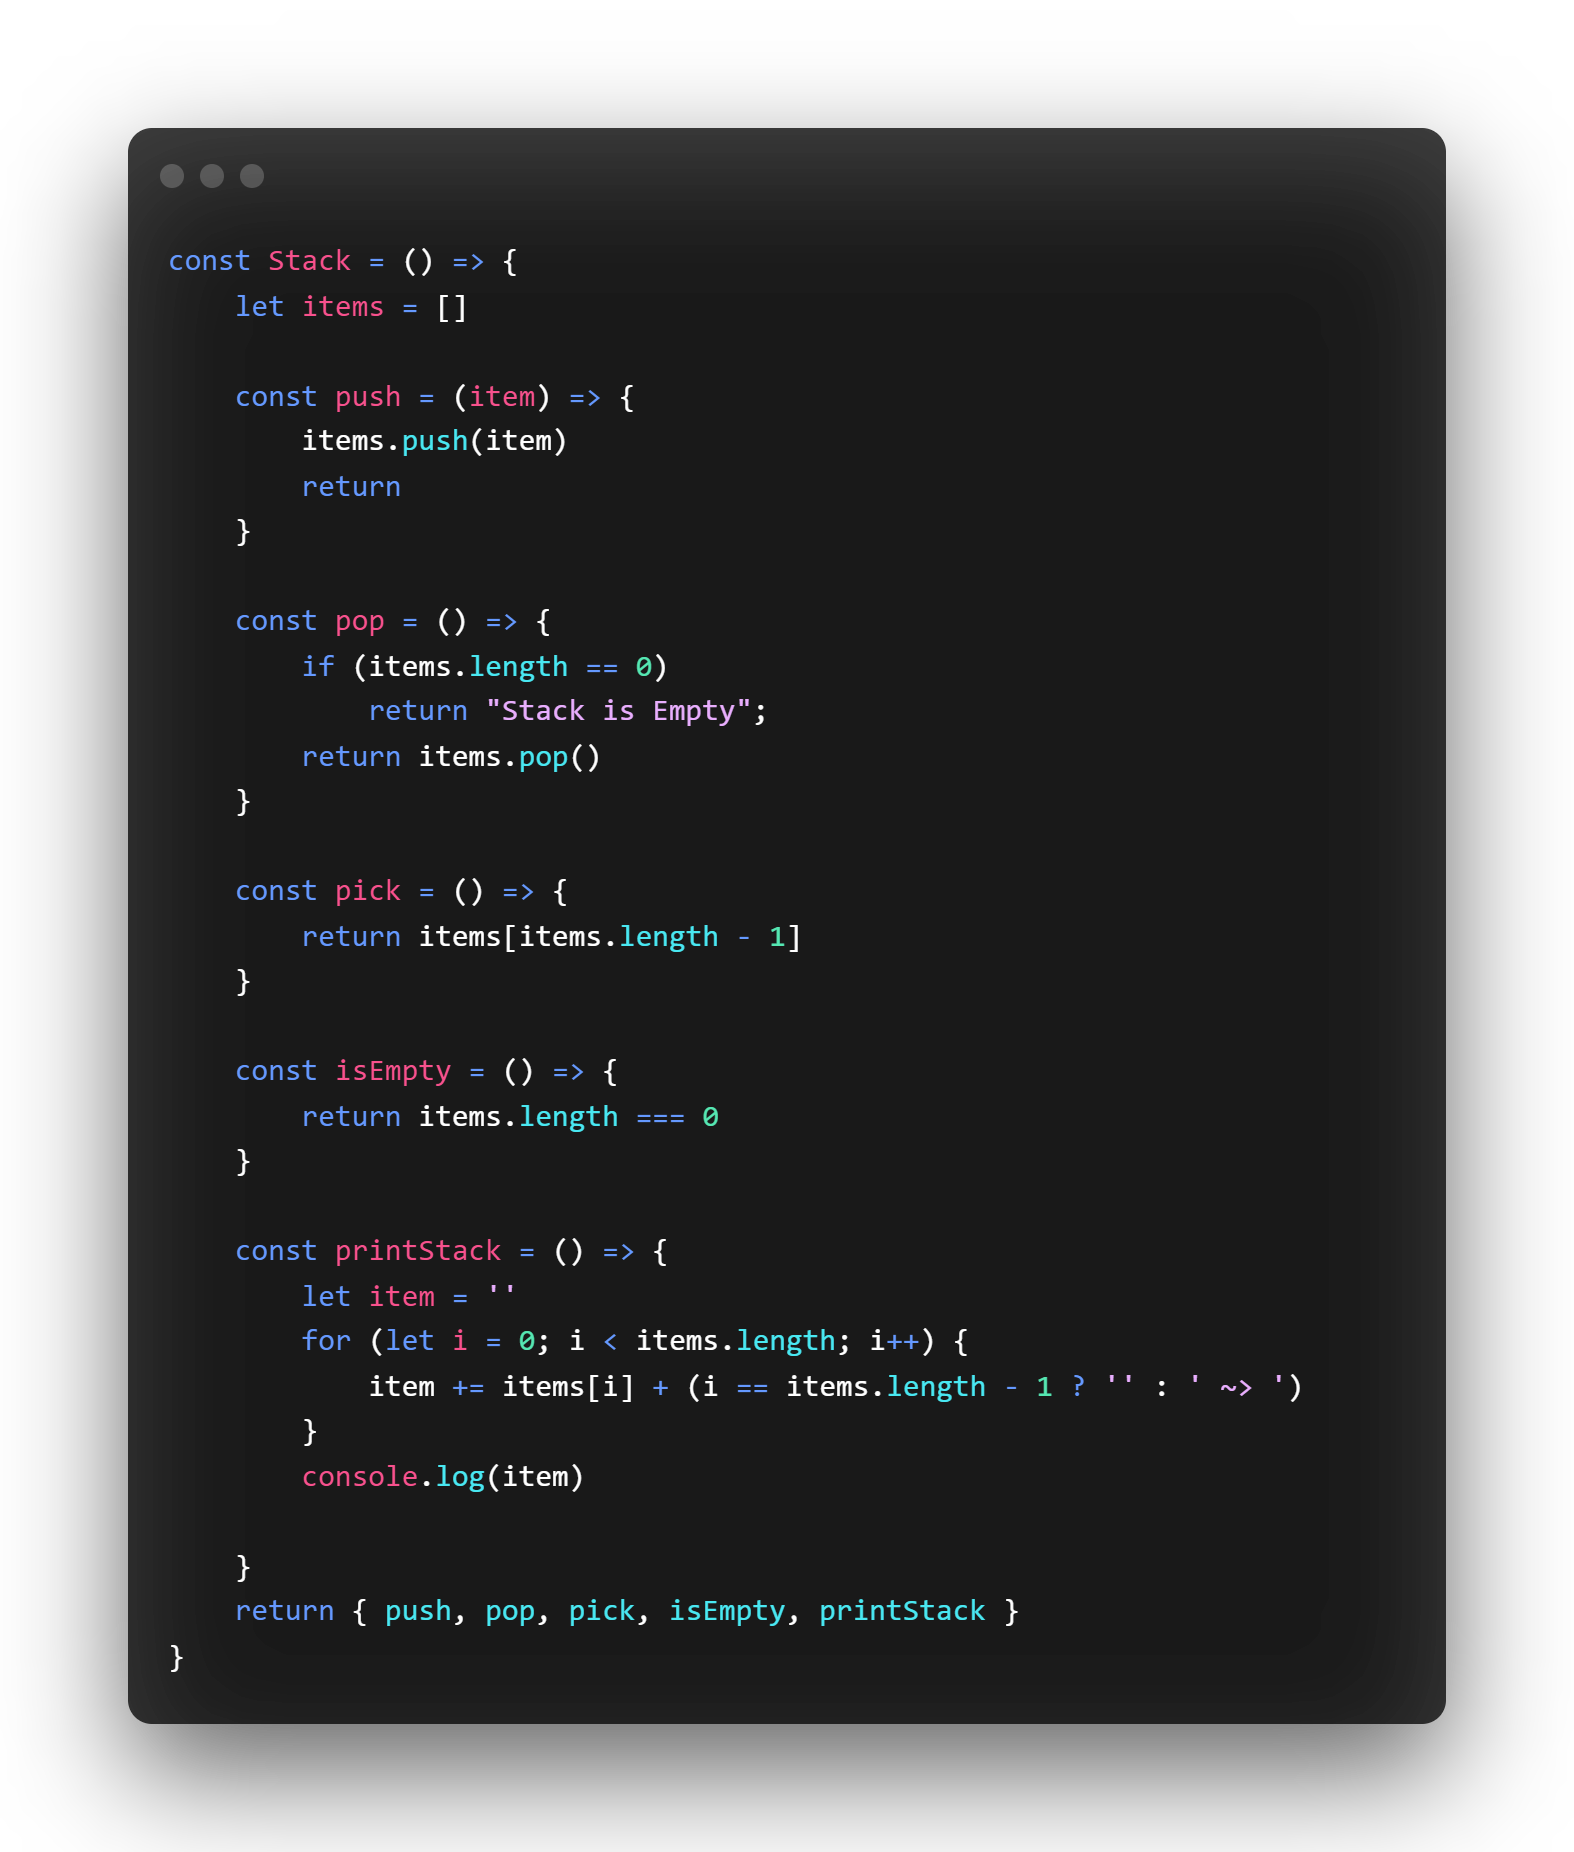 const Stack = () => {
    let items = []

    const push = (item) => {
        items.push(item)
        return
    }

    const pop = () => {
        if (items.length == 0)
            return "Stack is Empty";
        return items.pop()
    }

    const pick = () => {
        return items[items.length - 1]
    }

    const isEmpty = () => {
        return items.length === 0
    }

    const printStack = () => {
        let item = ''
        for (let i = 0; i < items.length; i++) {
            item += items[i] + (i == items.length - 1 ? '' : ' ~> ')
        }
        console.log(item)

    }
    return { push, pop, pick, isEmpty, printStack }
}